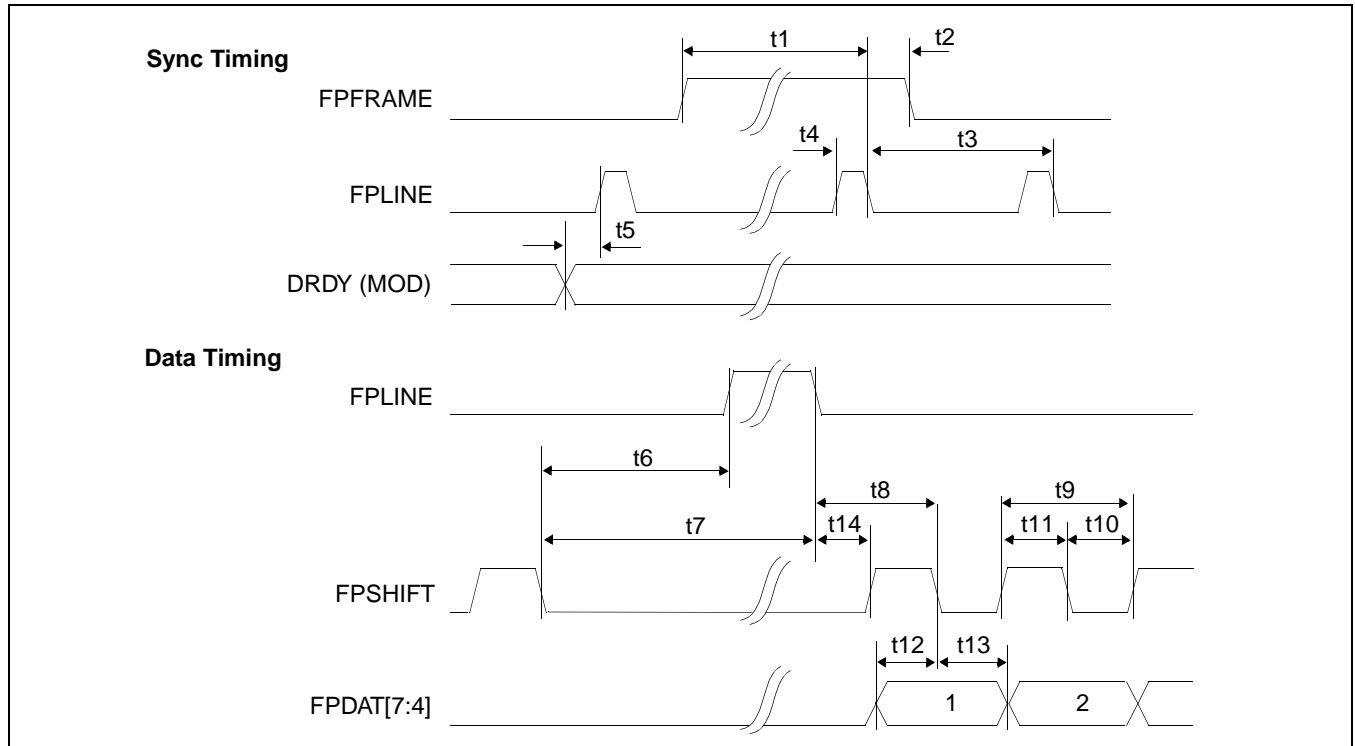 Sync Timing
t1
t2
FPFRAME
t4
t3
FPLINE
t5
DRDY (MOD)
Data Timing
FPLINE
t6
t8
t9
t7
t14
t11
t10
FPSHIFT
t12
t13
FPDAT[7:4]
1
2